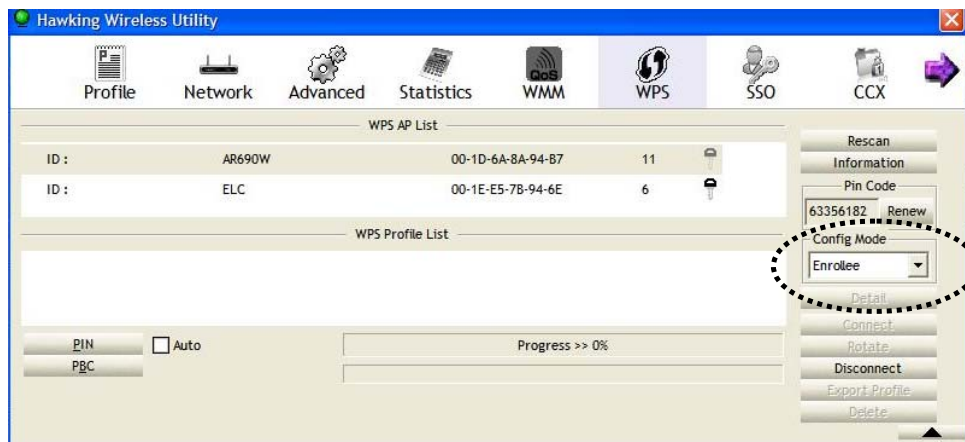 Hawking Wireless Utility
Profile Network Advanced Statistics QoS WMM WPS SSO CCX
WPS AP List
ID : AR690W 00-1D-6A-8A-94-B7 11
ID : ELC 00-1E-E5-7B-94-6E 6
WPS Profile List
PIN Auto Progress >> 0%
PBC
Rescan
Information
Pin Code
63356182 Renew
Config Mode
Enrollee
Detail
Connect
Rotate
Disconnect
Export Profile
Delete